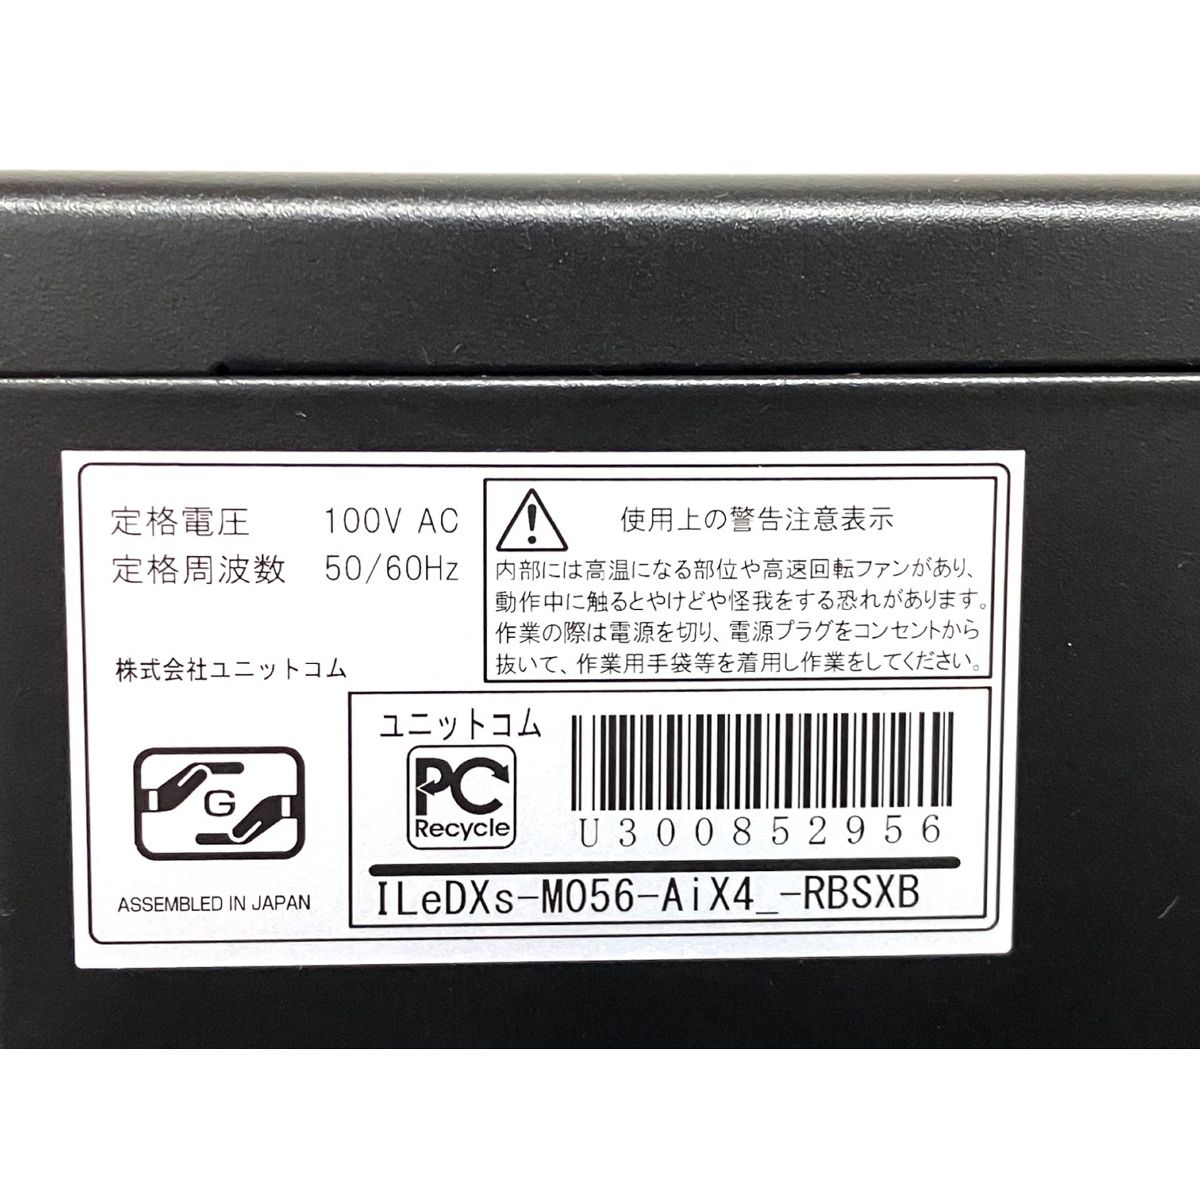 定格電圧 100V AC
定格周波数 50/60Hz
株式会社ユニットコム
G
ASSEMBLED IN JAPAN
使用上の警告注意表示
内部には高温になる部位や高速回転ファンがあり、
動作中に触るとやけどや怪我をする恐れがあります。
作業の際は電源を切り、電源プラグをコンセントから
抜いて、作業用手袋等を着用し作業をしてください。
ユニットコム
PC
Recycle
U300852956
ILeDXs-M056-AiX4_-RBSXB